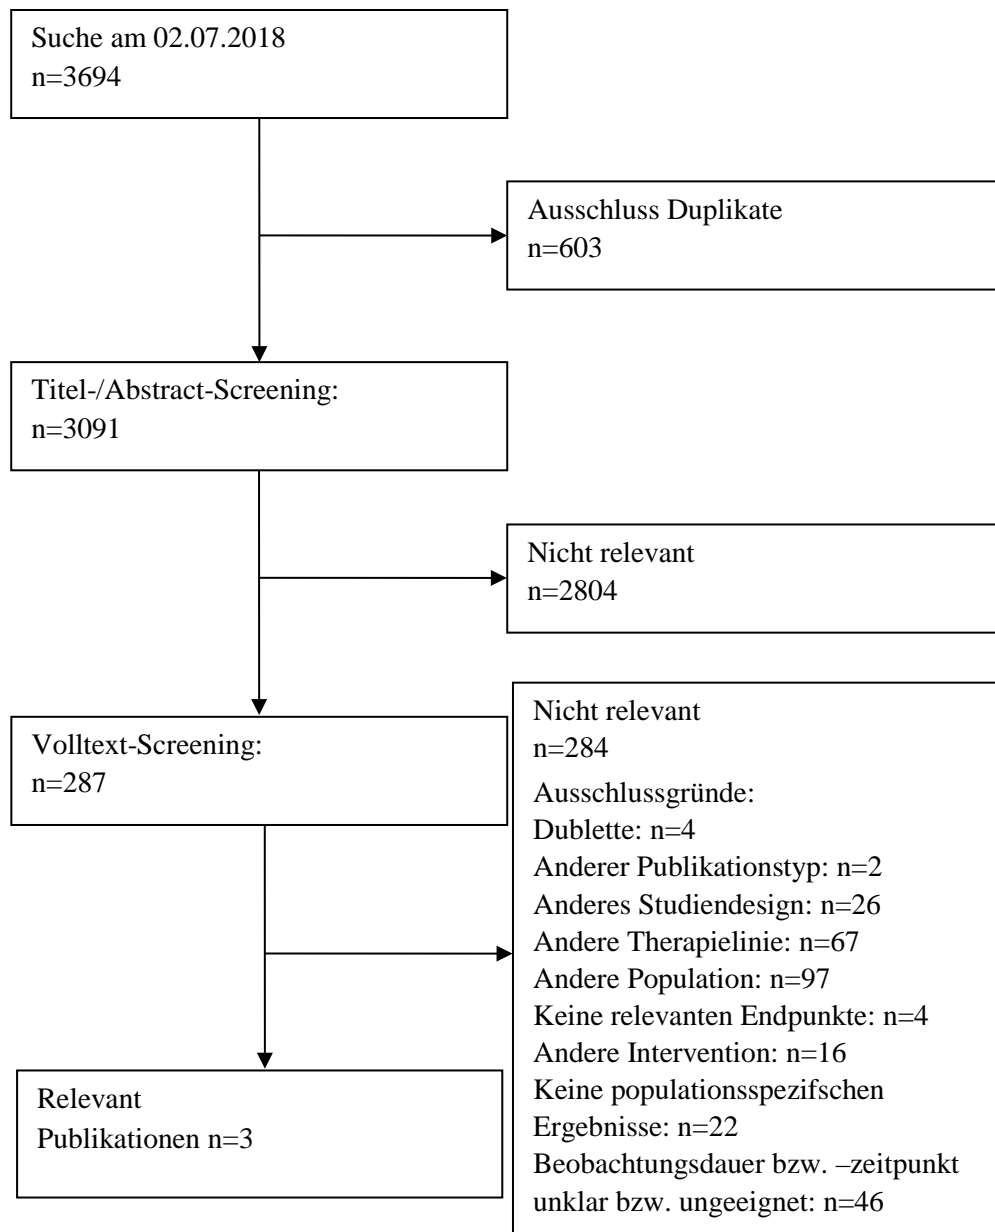 Suche am 02.07.2018
n=3694
Ausschluss Duplikate
n=603
Titel-/Abstract-Screening:
n=3091
Nicht relevant
n=2804
Volltext-Screening:
n=287
Nicht relevant
n=284
Ausschlussgründe:
Dublette: n=4
Anderer Publikationstyp: n=2
Anderes Studiendesign: n=26
Andere Therapielinie: n=67
Andere Population: n=97
Keine relevanten Endpunkte: n=4
Andere Intervention: n=16
Keine populationsspezifschen
Ergebnisse: n=22
Beobachtungsdauer bzw. –zeitpunkt
unklar bzw. ungeeignet: n=46
Relevant
Publikationen n=3